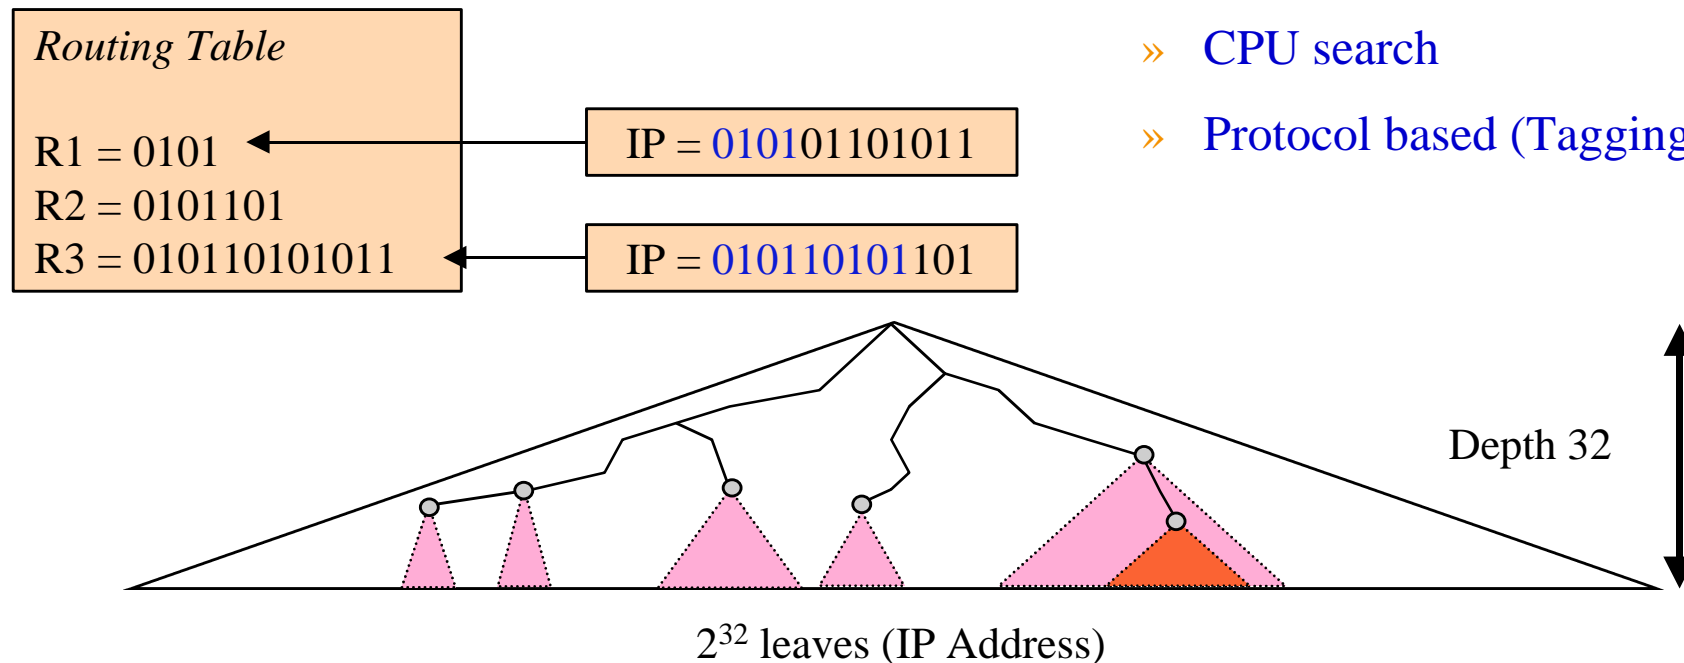 Routing Table
R1 = 0101
R2 = 0101101
R3 = 010110101011
IP = 010101101011
IP = 010110101101
» CPU search
» Protocol based (Tagging
Depth 32
2³² leaves (IP Address)